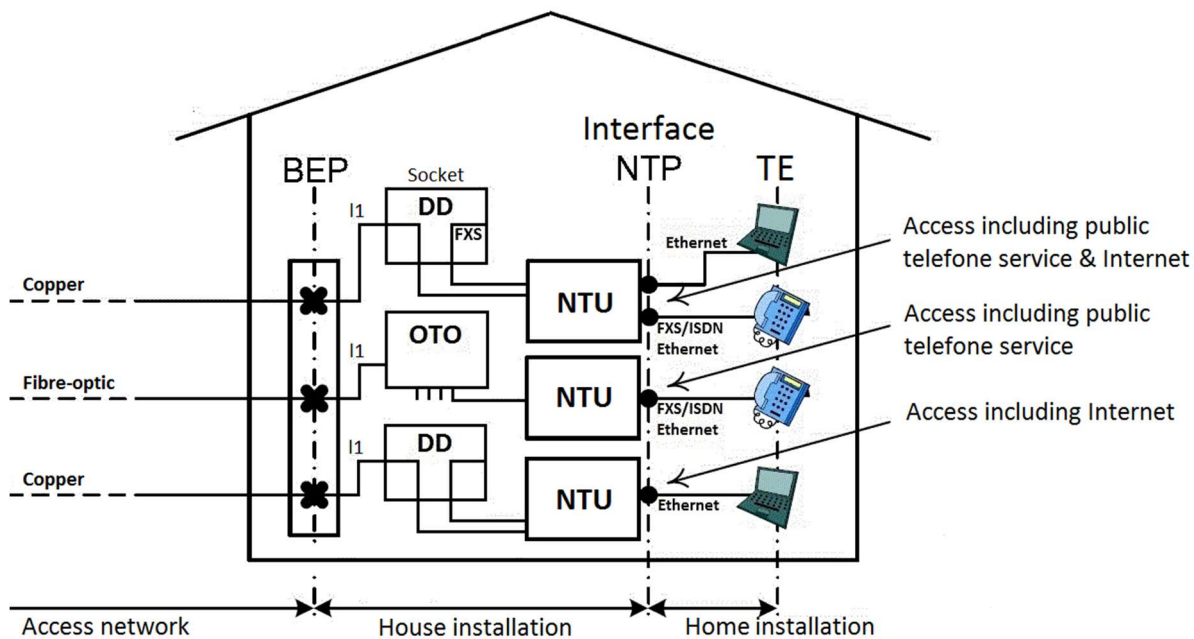 Interface
BEP
Socket
NTP
TE
I1
DD
FXS
Ethernet
Access including public
telefone service & Internet
Copper
NTU
FXS/ISDN
Ethernet
I1
OTO
Access including public
telefone service
Fibre-optic
NTU
FXS/ISDN
Ethernet
Access including Internet
I1
DD
Copper
NTU
Ethernet
Access network
House installation
Home installation